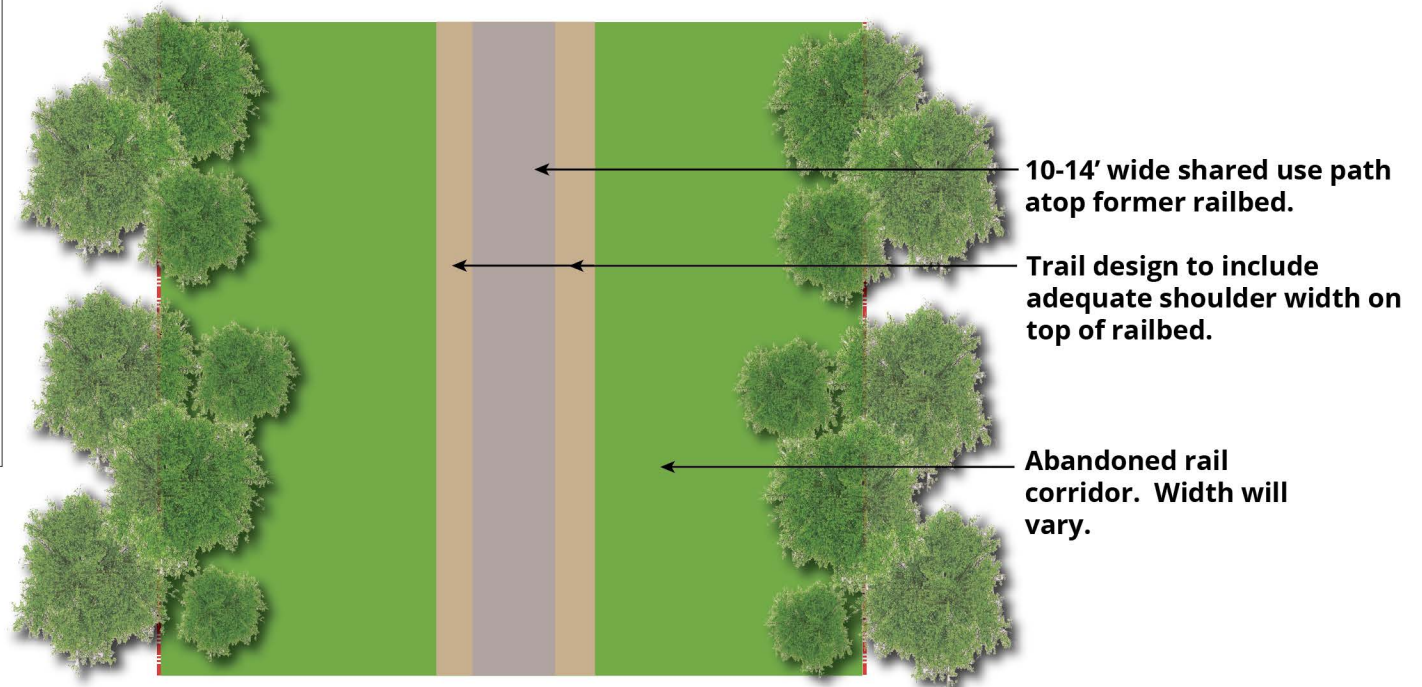 10-14’ wide shared use path
atop former railbed.
Trail design to include
adequate shoulder width on
top of railbed.
Abandoned rail
corridor.  Width will
vary.